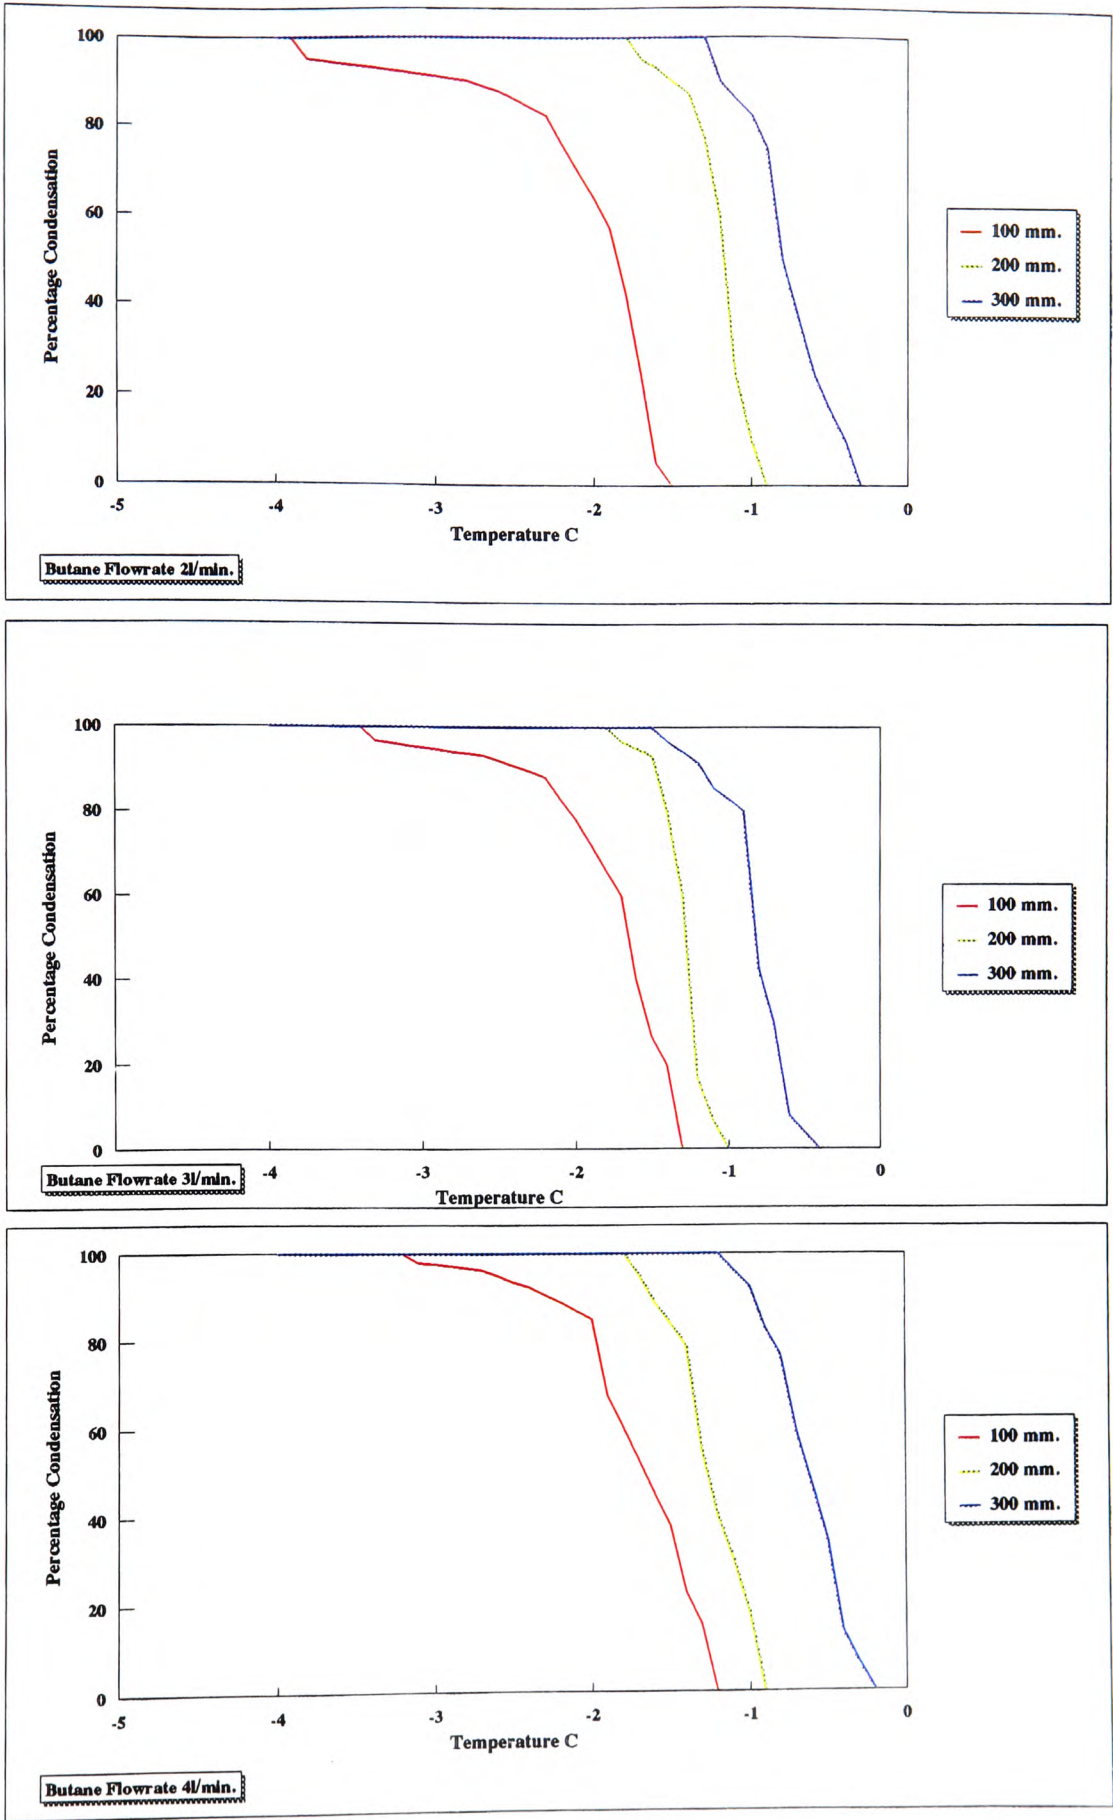 100
80
60
40
20
0
Percentage Condensation
-5 -4 -3 -2 -1 0
Temperature C
100 mm.
200 mm.
300 mm.
Butane Flowrate 2l/min.
100
80
60
40
20
0
Percentage Condensation
-4 -3 -2 -1 0
Temperature C
100 mm.
200 mm.
300 mm.
Butane Flowrate 3l/min.
100
80
60
40
20
0
Percentage Condensation
-5 -4 -3 -2 -1 0
Temperature C
100 mm.
200 mm.
300 mm.
Butane Flowrate 4l/min.